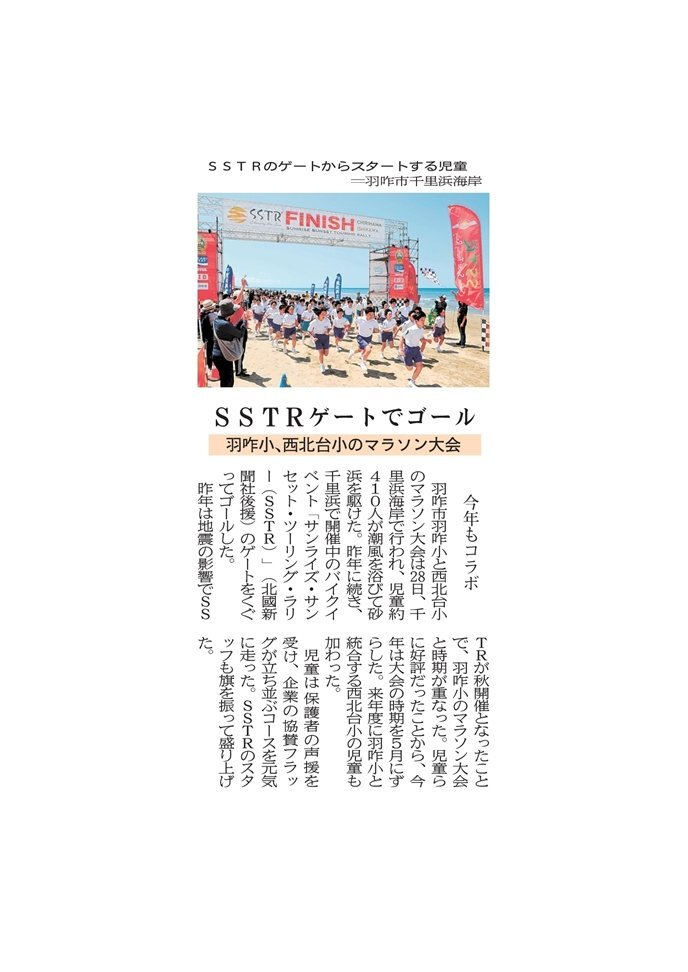 SSTRのゲートからスタートする児童
＝羽咋市千里浜海岸
SSTR
FINISH
CHIRIHAMA
ISHIKAWA
SUNRISE SUNSET TOURING RALLY
SSTRゲートでゴール
羽咋小、西北台小のマラソン大会
今年もコラボ
羽咋市羽咋小と西北台小
のマラソン大会は28日、千
里浜海岸で行われ、児童約
410人が潮風を浴びて砂
浜を駆けた。昨年に続き、
千里浜で開催中のバイクイ
ベント「サンライズ・サン
セット・ツーリング・ラリ
ー（SSTR）」（北國新
聞社後援）のゲートをくぐ
ってゴールした。
昨年は地震の影響でSS
TRが秋開催となったこと
で、羽咋小のマラソン大会
と時期が重なった。児童ら
に好評だったことから、今
年は大会の時期を5月にず
らした。来年度に羽咋小と
統合する西北台小の児童も
加わった。
児童は保護者の声援を
受け、企業の協賛フラッ
グが立ち並ぶコースを元気
に走った。SSTRのスタ
ッフも旗を振って盛り上げ
た。